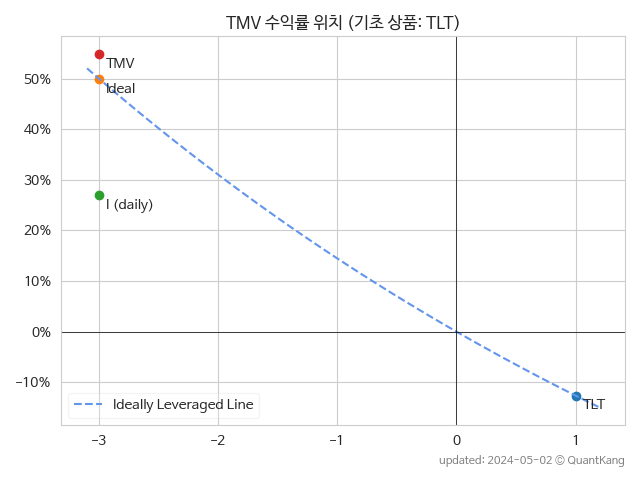 TMV 수익률 위치 (기초 상품: TLT)
TMV
Ideal
I (daily)
TLT
50%
40%
30%
20%
10%
0%
−10%
Ideally Leveraged Line
−3
−2
−1
0
1
updated: 2024-05-02 © QuantKang